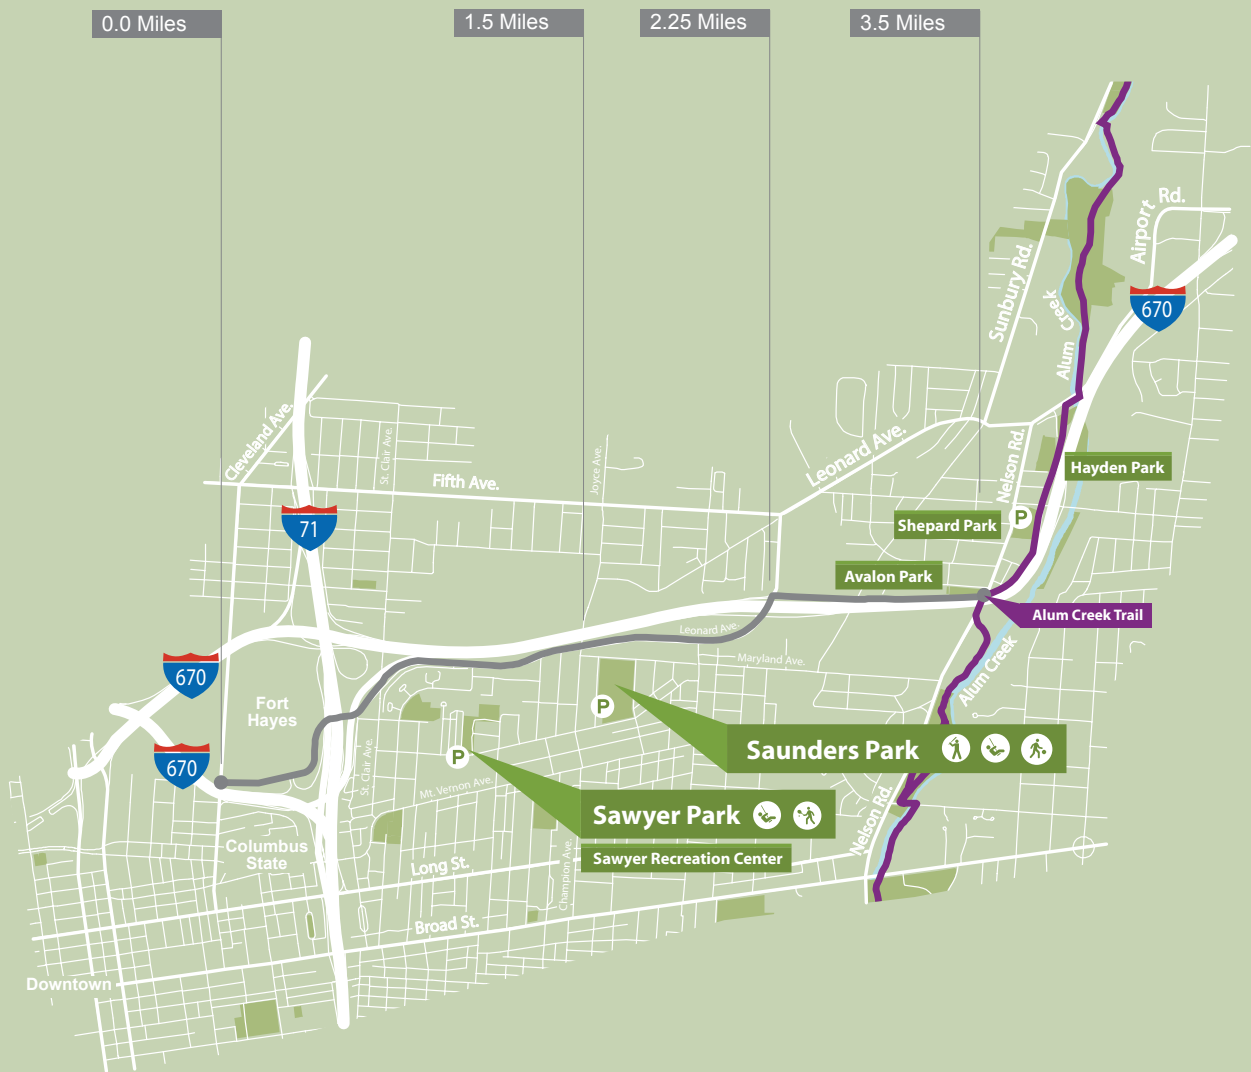 0.0 Miles
1.5 Miles
2.25 Miles
3.5 Miles
Airport Rd.
Sunbury Rd.
Alum Creek
670
Cleveland Ave.
St. Clair Ave.
Fifth Ave.
Joyce Ave.
Leonard Ave.
Nelson Rd.
Hayden Park
71
Shepard Park
P
Avalon Park
Alum Creek Trail
Leonard Ave.
Maryland Ave.
Alum Creek
670
Fort
Hayes
P
670
St. Clair Ave.
P
Saunders Park
Mt. Vernon Ave.
Sawyer Park
Nelson Rd.
Columbus
State
Long St.
Sawyer Recreation Center
Champion Ave.
Broad St.
Downtown